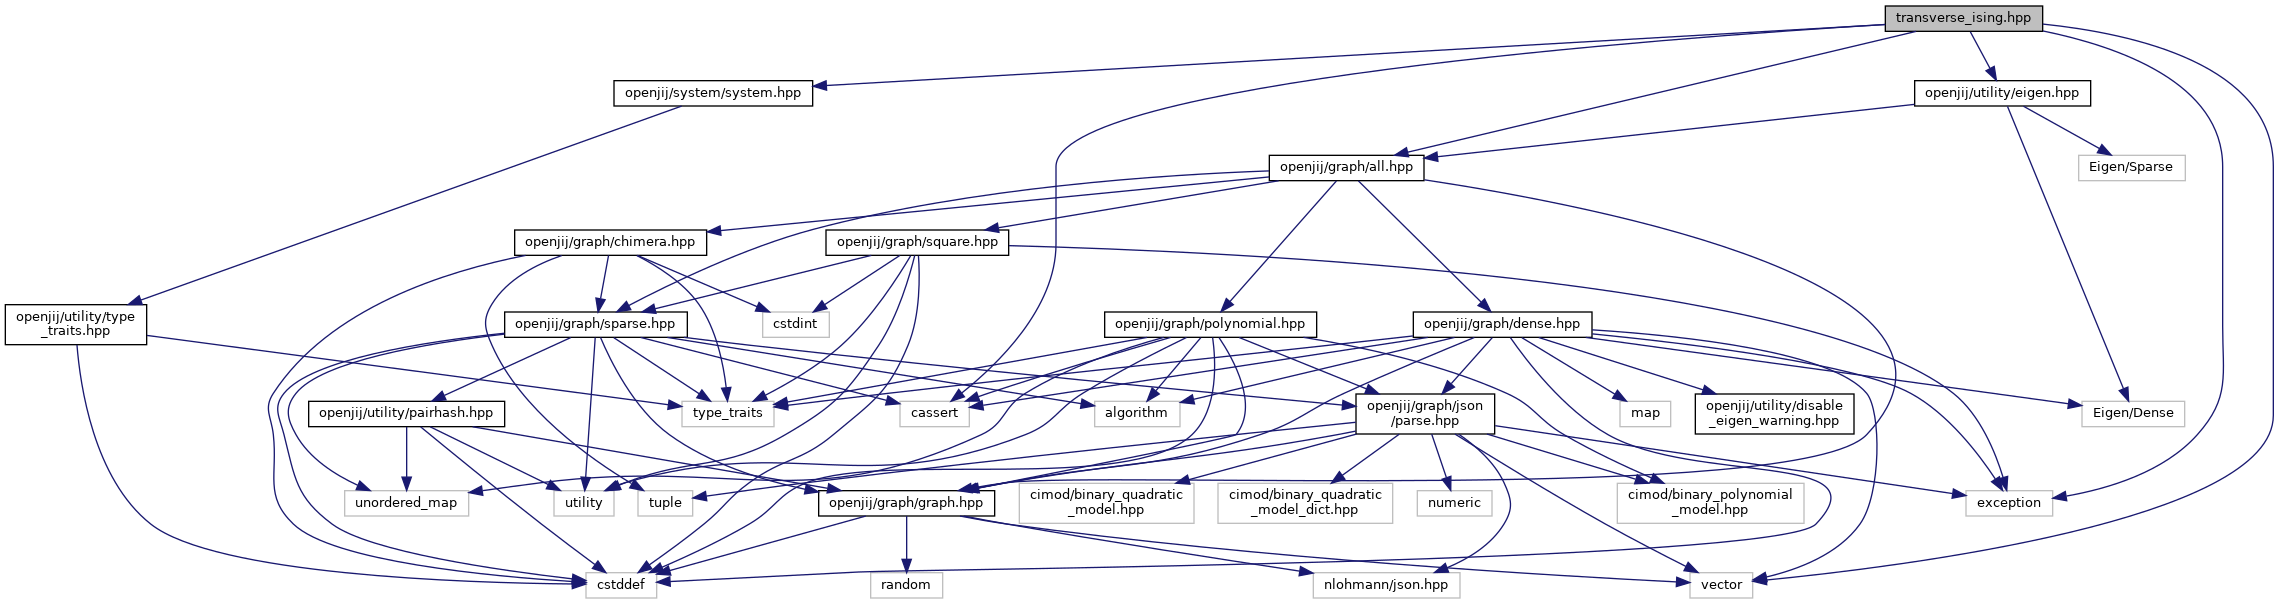 transverse_ising.hpp
openjij/system/system.hpp
openjij/utility/eigen.hpp
openjij/graph/all.hpp
Eigen/Sparse
openjij/graph/chimera.hpp
openjij/graph/square.hpp
openjij/utility/type
_traits.hpp
openjij/graph/sparse.hpp
cstdint
openjij/graph/polynomial.hpp
openjij/graph/dense.hpp
openjij/utility/pairhash.hpp
type_traits
cassert
algorithm
openjij/graph/json
/parse.hpp
map
openjij/utility/disable
_eigen_warning.hpp
Eigen/Dense
unordered_map
utility
tuple
openjij/graph/graph.hpp
cimod/binary_quadratic
_model.hpp
cimod/binary_quadratic
_model_dict.hpp
numeric
cimod/binary_polynomial
_model.hpp
exception
cstddef
random
nlohmann/json.hpp
vector